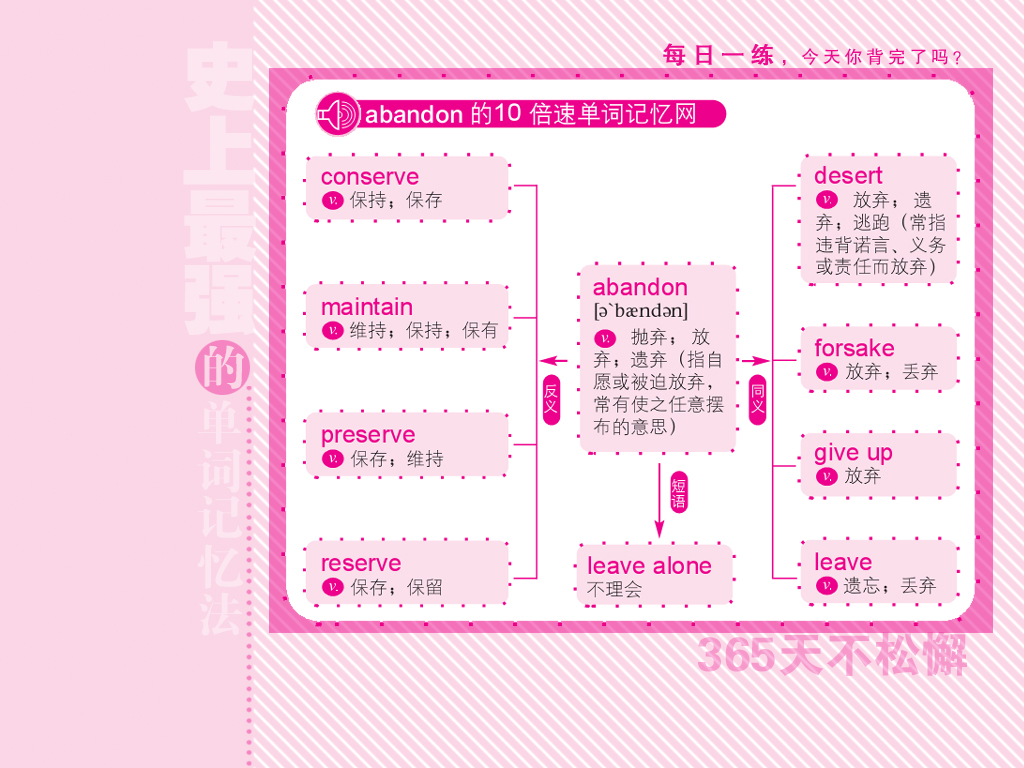 史上最强的单词记忆法
每日一练，今天你背完了吗？
abandon 的10 倍速单词记忆网
conserve
v. 保持；保存
maintain
v. 维持；保持；保有
preserve
v. 保存；维持
reserve
v. 保存；保留
反义
abandon
[ə`bændən]
v. 抛弃；放
弃；遗弃（指自
愿或被迫放弃，
常有使之任意摆
布的意思）
短语
leave alone
不理会
同义
desert
v. 放弃；遗
弃；逃跑（常指
违背诺言、义务
或责任而放弃）
forsake
v. 放弃；丢弃
give up
v. 放弃
leave
v. 遗忘；丢弃
365天不松懈